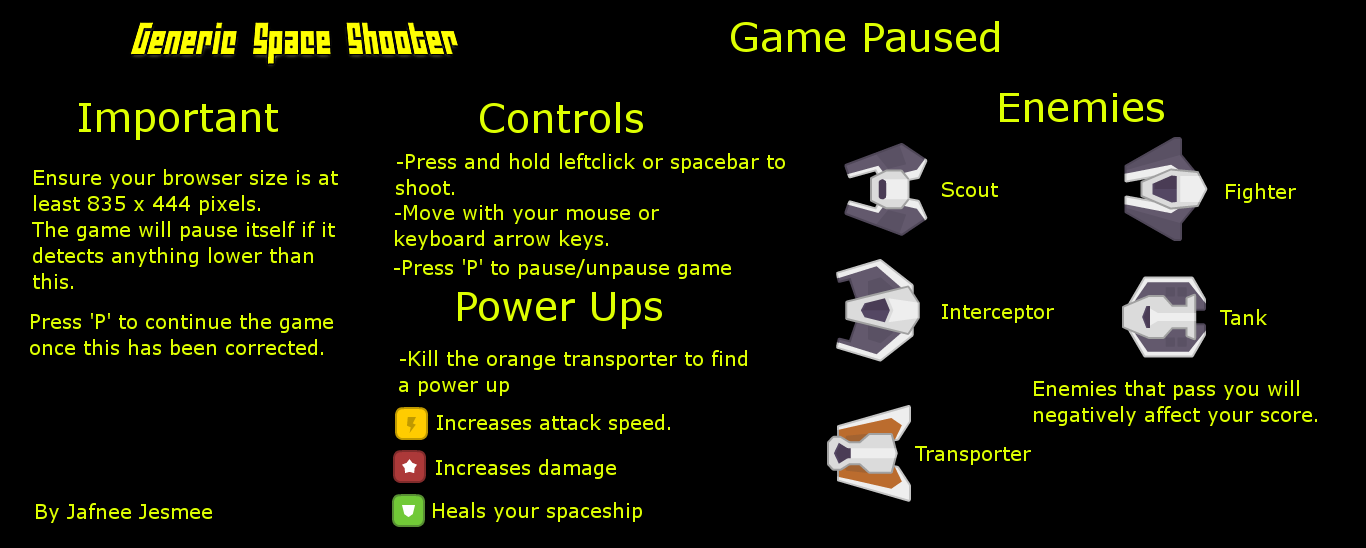 Generic Space Shooter
Game Paused
Important
Ensure your browser size is at
least 835 x 444 pixels.
The game will pause itself if it
detects anything lower than
this.
Press 'P' to continue the game
once this has been corrected.
By Jafnee Jesmee
Controls
-Press and hold leftclick or spacebar to
shoot.
-Move with your mouse or
keyboard arrow keys.
-Press 'P' to pause/unpause game
Power Ups
-Kill the orange transporter to find
a power up
Increases attack speed.
Increases damage
Heals your spaceship
Enemies
Scout
Fighter
Interceptor
Tank
Enemies that pass you will
negatively affect your score.
Transporter